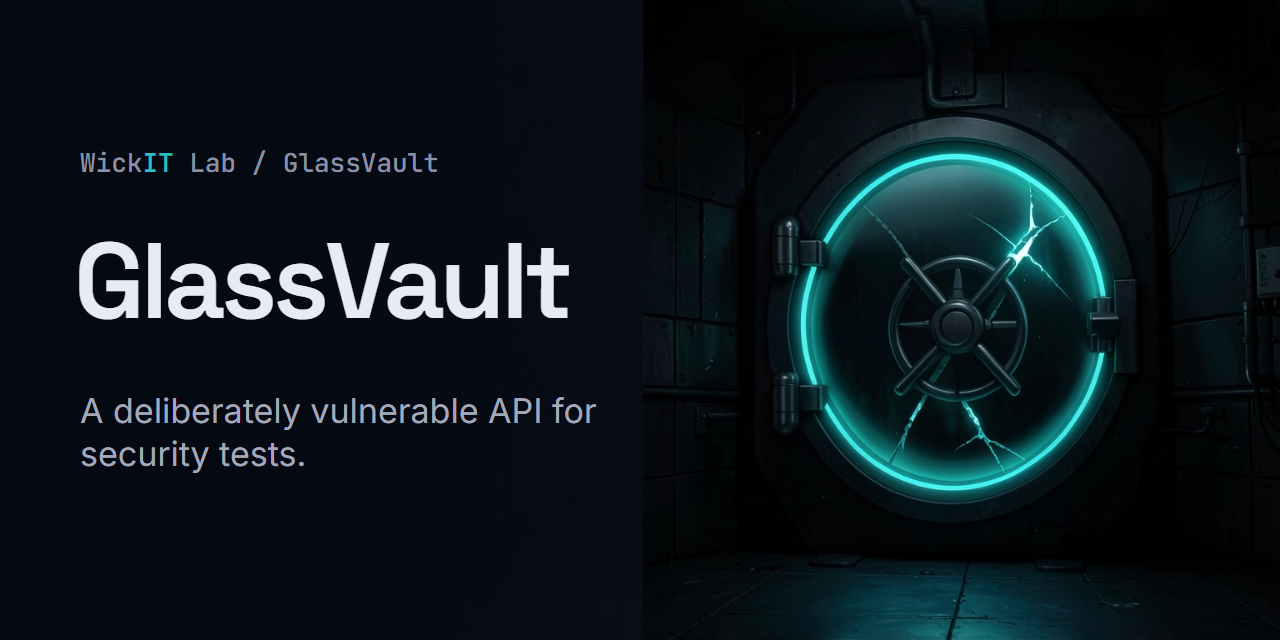 WickIT Lab / GlassVault
GlassVault
A deliberately vulnerable API for
security tests.